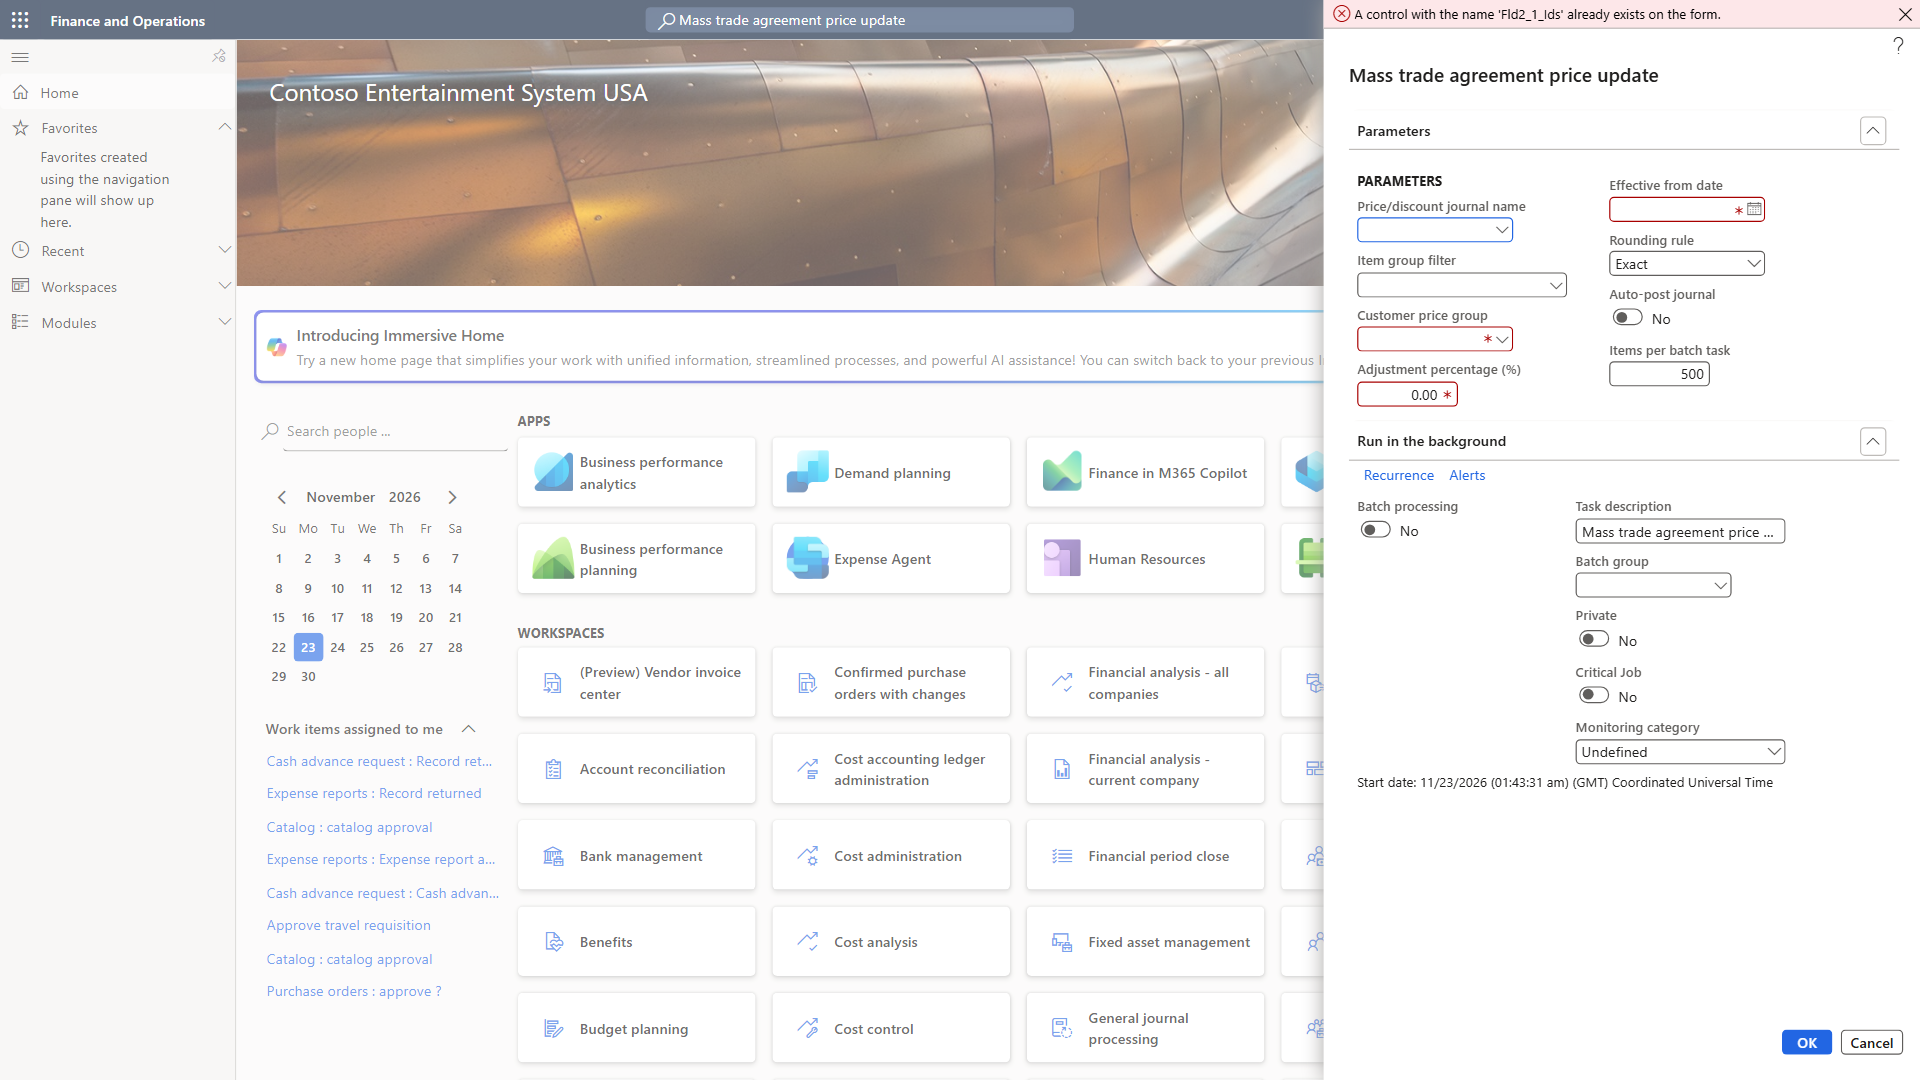 Finance and Operations
Mass trade agreement price update
Home
Favorites
Favorites created
using the navigation
pane will show up
here.
Recent
Workspaces
Modules
Contoso Entertainment System USA
Introducing Immersive Home
Try a new home page that simplifies your work with unified information, streamlined processes, and powerful AI assistance! You can switch back to your previous
Search people ...
November 2026
Su Mo Tu We Th Fr Sa
1 2 3 4 5 6 7
8 9 10 11 12 13 14
15 16 17 18 19 20 21
22 23 24 25 26 27 28
29 30
Work items assigned to me
Cash advance request : Record ret...
Expense reports : Record returned
Catalog : catalog approval
Expense reports : Expense report a...
Cash advance request : Cash advan...
Approve travel requisition
Catalog : catalog approval
Purchase orders : approve ?
APPS
Business performance
analytics
Demand planning
Finance in M365 Copilot
Business performance
planning
Expense Agent
Human Resources
WORKSPACES
(Preview) Vendor invoice
center
Confirmed purchase
orders with changes
Financial analysis - all
companies
Account reconciliation
Cost accounting ledger
administration
Financial analysis -
current company
Bank management
Cost administration
Financial period close
Benefits
Cost analysis
Fixed asset management
Budget planning
Cost control
General journal
processing
A control with the name 'Fld2_1_Ids' already exists on the form.
?
Mass trade agreement price update
Parameters
PARAMETERS
Price/discount journal name
Item group filter
Customer price group
*
Adjustment percentage (%)
0.00 *
Effective from date
*
Rounding rule
Exact
Auto-post journal
No
Items per batch task
500
Run in the background
Recurrence Alerts
Batch processing
No
Task description
Mass trade agreement price ...
Batch group
Private
No
Critical Job
No
Monitoring category
Undefined
Start date: 11/23/2026 (01:43:31 am) (GMT) Coordinated Universal Time
OK Cancel